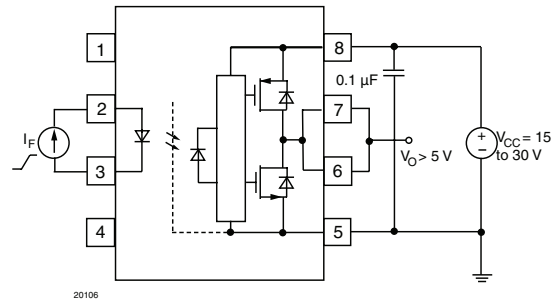 1
8
0.1 μF
2
7
I_F
V_O > 5 V
+
V_CC = 15
to 30 V
–
3
6
4
5
20106